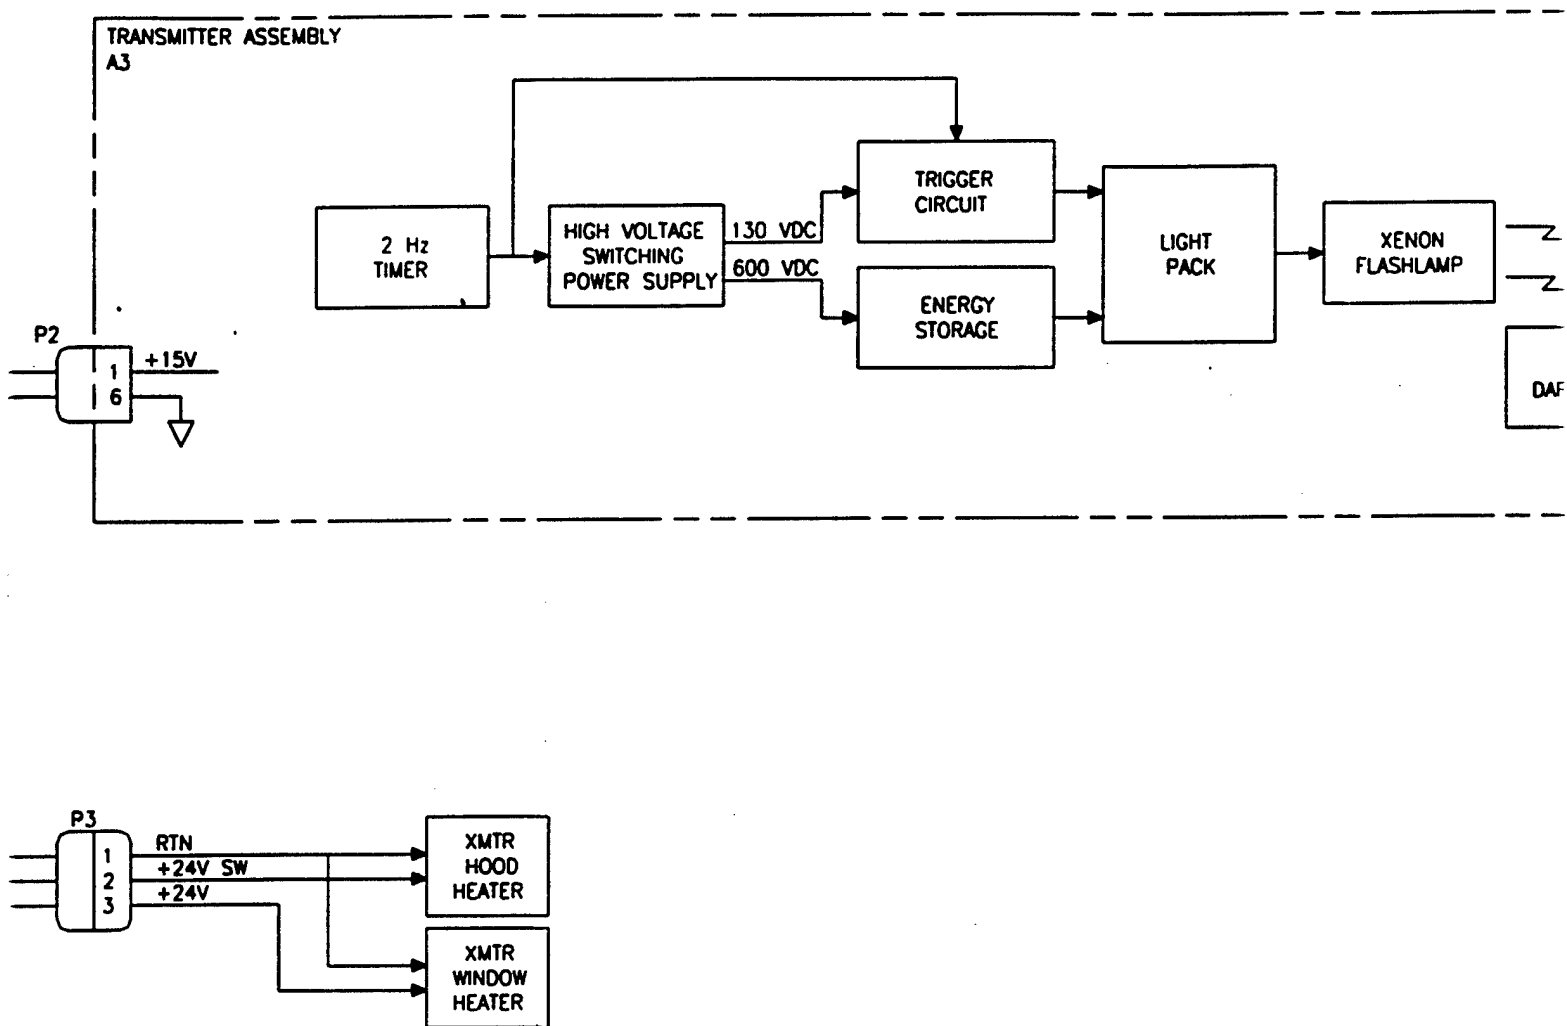 TRANSMITTER ASSEMBLY
A3
2 Hz
TIMER
HIGH VOLTAGE
SWITCHING
POWER SUPPLY
130 VDC
600 VDC
TRIGGER
CIRCUIT
ENERGY
STORAGE
LIGHT
PACK
XENON
FLASHLAMP
P2
1
+15V
6
P3
1
RTN
2
+24V SW
3
+24V
XMTR
HOOD
HEATER
XMTR
WINDOW
HEATER